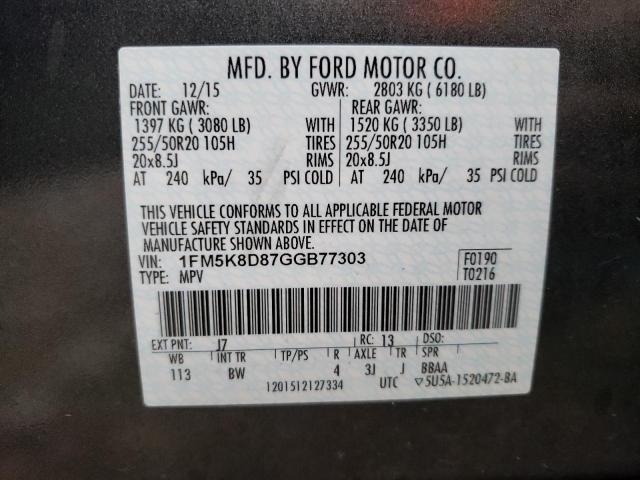 MFD. BY FORD MOTOR CO.
DATE: 12/15 GVWR: 2803 KG ( 6180 LB)
FRONT GAWR: REAR GAWR:
1397 KG ( 3080 LB) WITH 1520 KG ( 3350 LB) WITH
255/50R20 105H TIRES 255/50R20 105H TIRES
20x8.5J RIMS 20x8.5J RIMS
AT 240 kPa/ 35 PSI COLD AT 240 kPa/ 35 PSI COLD
THIS VEHICLE CONFORMS TO ALL APPLICABLE FEDERAL MOTOR
VEHICLE SAFETY STANDARDS IN EFFECT ON THE DATE OF
MANUFACTURE SHOWN ABOVE.
VIN: 1FM5K8D87GGB77303 F0190
TYPE: MPV T0216
EXT PNT: J7 RC: 13 DSO:
WB INT TR TP/PS R AXLE TR SPR
113 BW 4 3J J BBAA
1201512127334 UTC ▽5U5A-1520472-BA